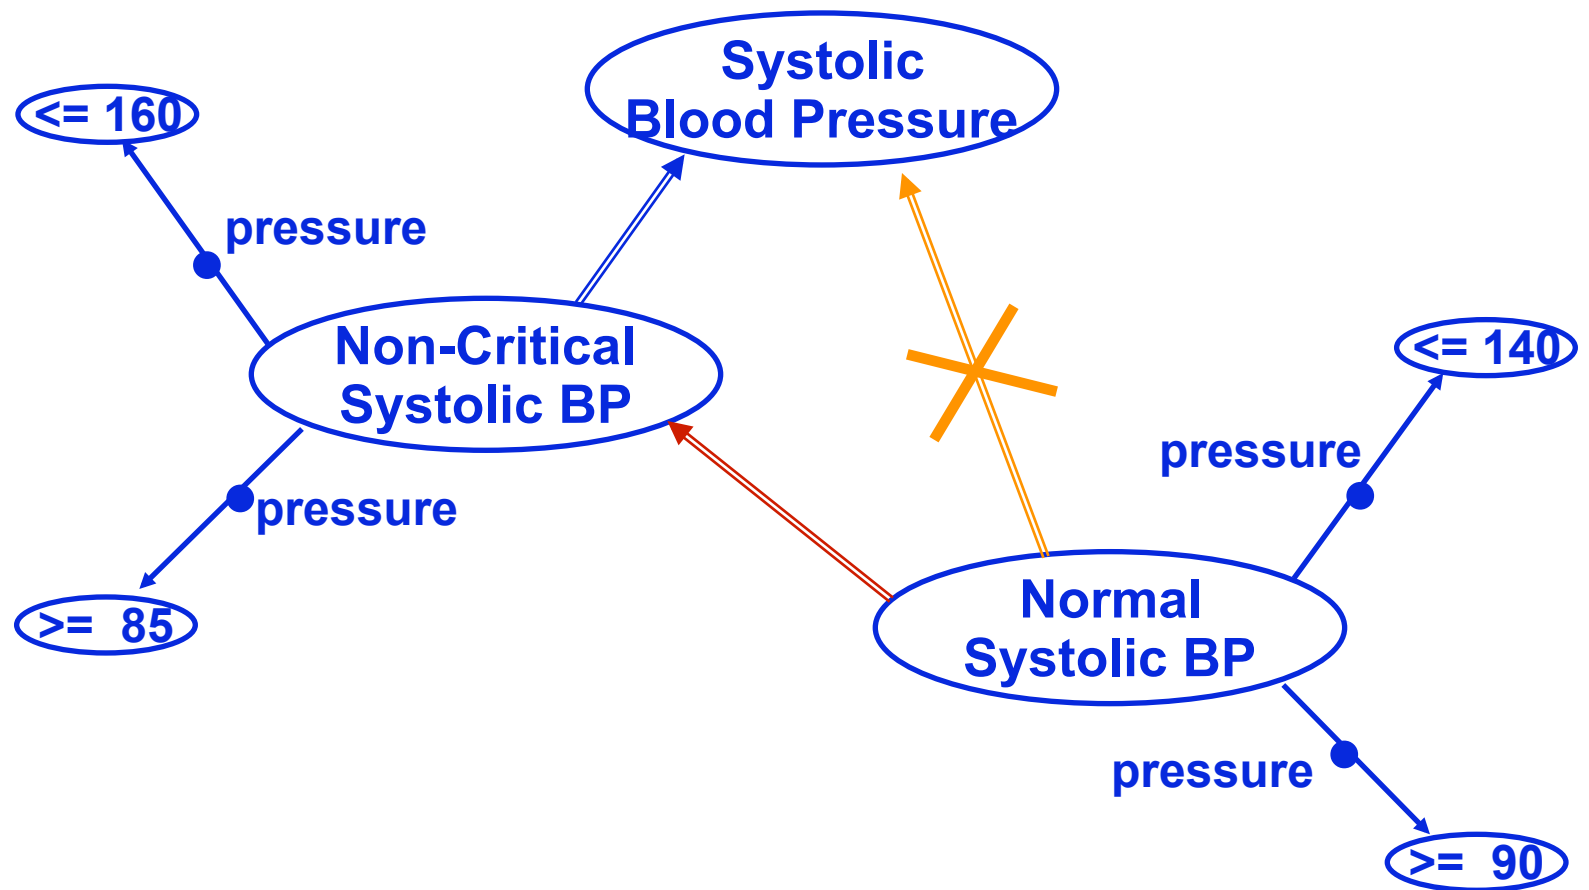 Systolic
Blood Pressure
<= 160
pressure
Non-Critical
Systolic BP
<= 140
pressure
pressure
>= 85
Normal
Systolic BP
pressure
>= 90